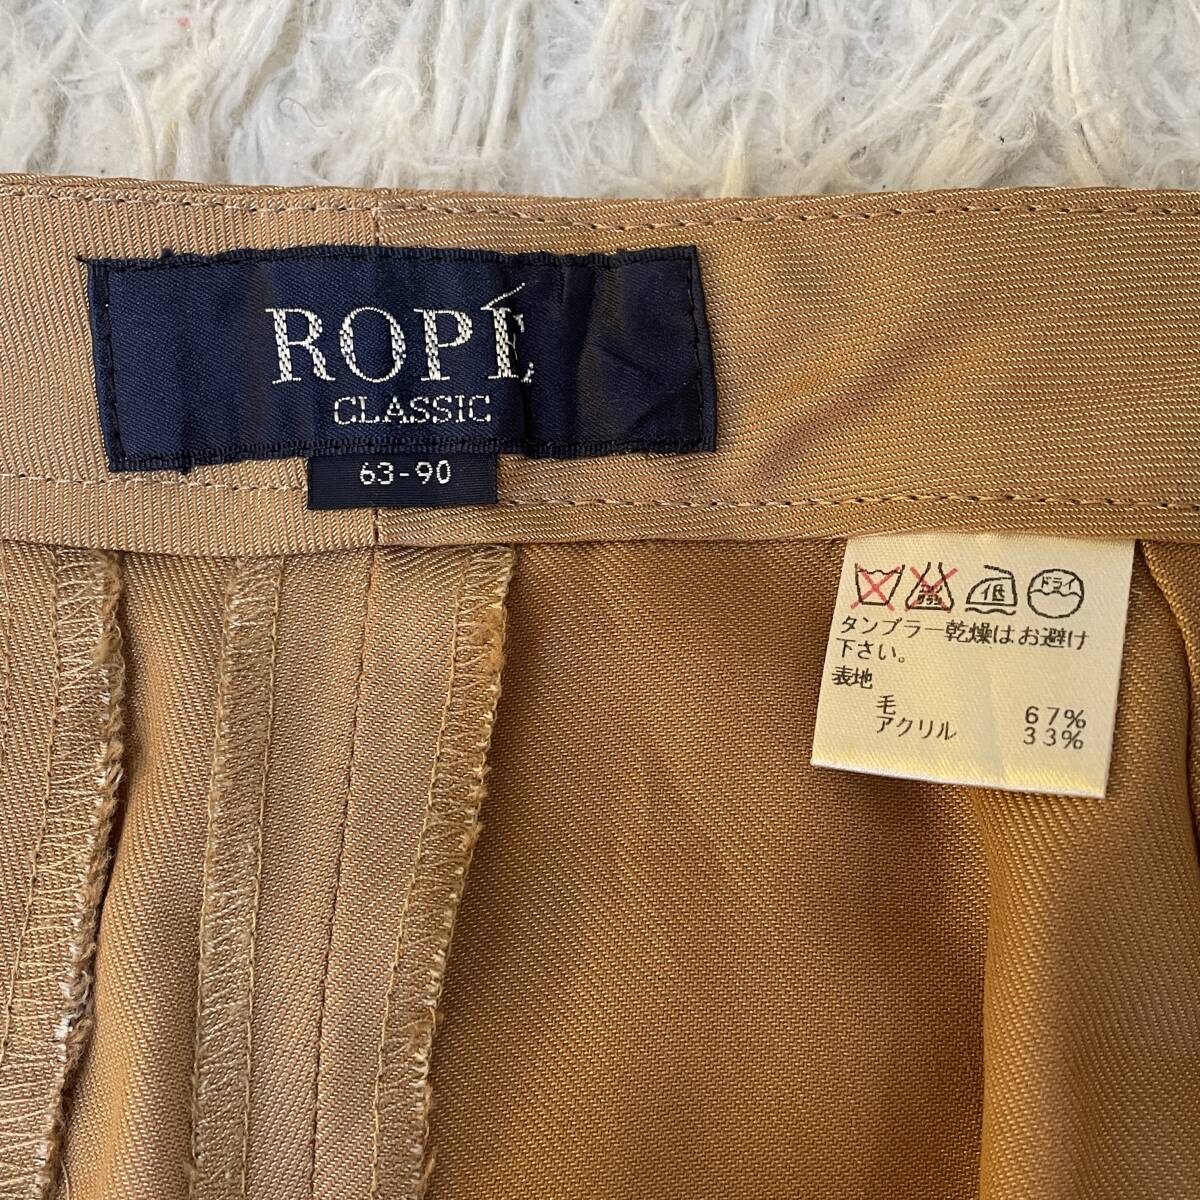 ROPÉ
CLASSIC
63-90
低 ドライ
タンブラー乾燥はお避け
下さい。
表地
毛 67%
アクリル 33%